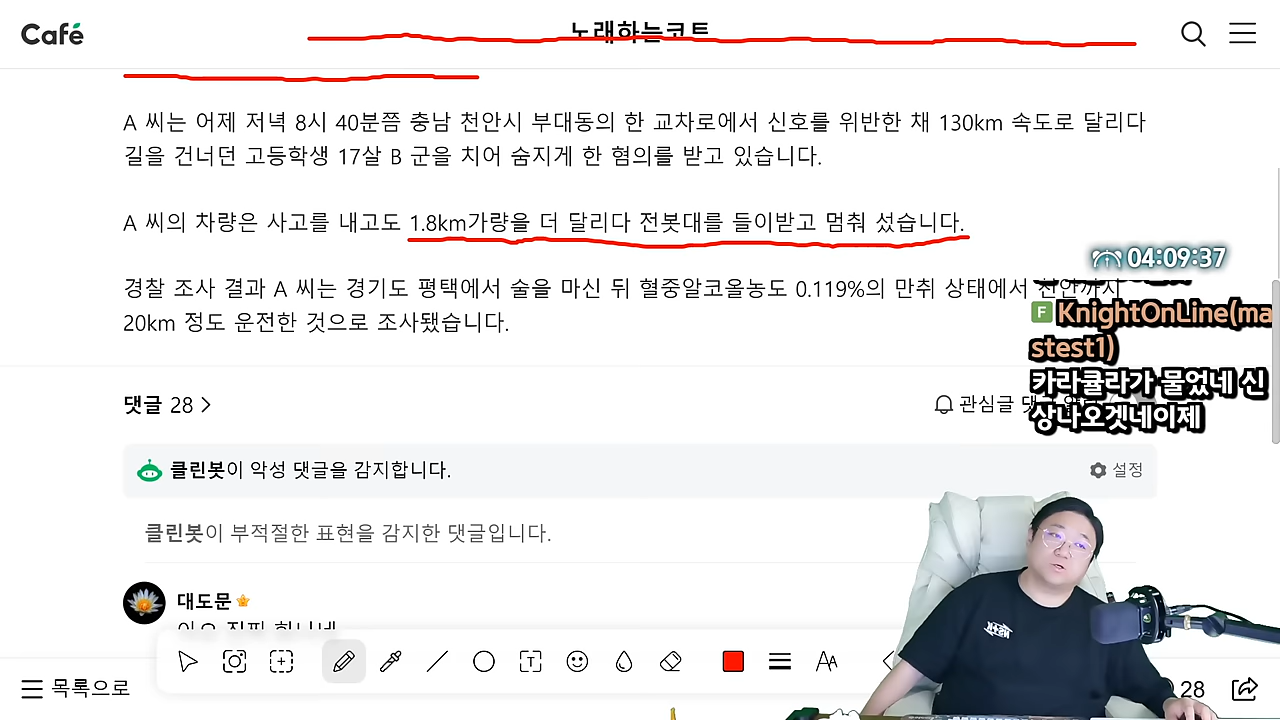 Café
노래하는코트
A 씨는 어제 저녁 8시 40분쯤 충남 천안시 부대동의 한 교차로에서 신호를 위반한 채 130km 속도로 달리다
길을 건너던 고등학생 17살 B 군을 치어 숨지게 한 혐의를 받고 있습니다.
A 씨의 차량은 사고를 내고도 1.8km가량을 더 달리다 전봇대를 들이받고 멈춰 섰습니다.
04:09:37
경찰 조사 결과 A 씨는 경기도 평택에서 술을 마신 뒤 혈중알코올농도 0.119%의 만취 상태에서 천안까지
20km 정도 운전한 것으로 조사됐습니다.
F KnightOnLine(ma
stest1)
카라큘라가 물었네 신
상나오겟네이제
댓글 28
관심글 댓글
클린봇이 악성 댓글을 감지합니다.
설정
클린봇이 부적절한 표현을 감지한 댓글입니다.
대도문
T
AA
목록으로
28